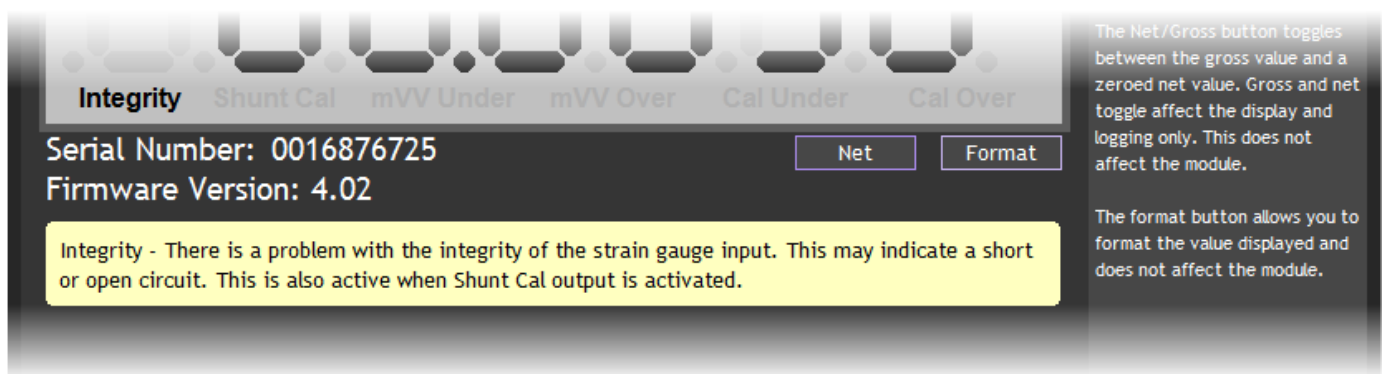 Integrity Shunt Cal mVV Under mVV Over Cal Under Cal Over
Serial Number: 0016876725
Firmware Version: 4.02
Net Format
Integrity - There is a problem with the integrity of the strain gauge input. This may indicate a short
or open circuit. This is also active when Shunt Cal output is activated.
The Net/Gross button toggles
between the gross value and a
zeroed net value. Gross and net
toggle affect the display and
logging only. This does not
affect the module.
The format button allows you to
format the value displayed and
does not affect the module.